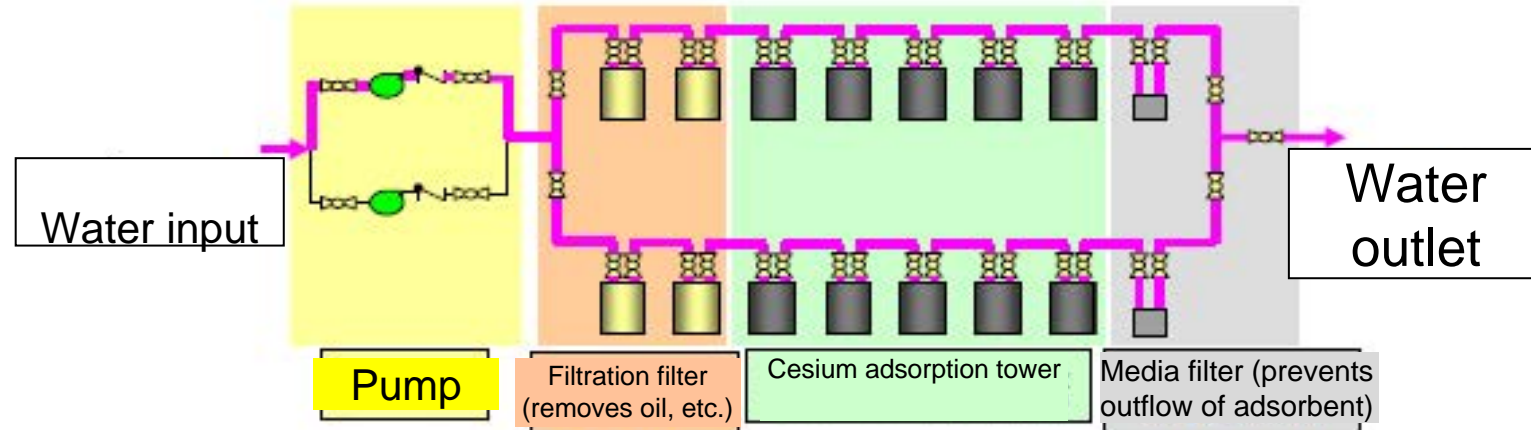 Water input
Water
outlet
Pump
Filtration filter
(removes oil, etc.)
Cesium adsorption tower
Media filter (prevents
outflow of adsorbent)